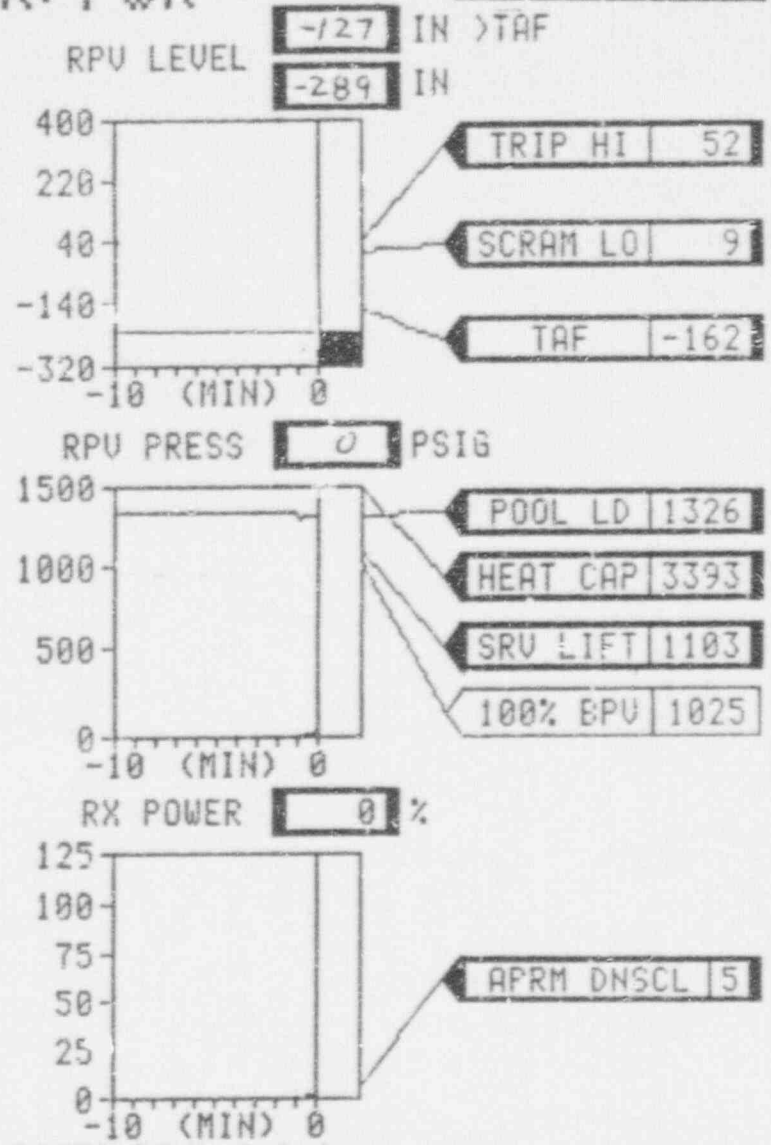 -127 IN >TAF
RPV LEVEL
-289 IN
400
220
40
-140
-320
-10 (MIN) 0
TRIP HI 52
SCRAM LO 9
TAF -162
RPV PRESS 0 PSIG
1500
1000
500
0
-10 (MIN) 0
POOL LD 1326
HEAT CAP 3393
SRV LIFT 1103
100% BPV 1025
RX POWER 0 %
125
100
75
50
25
0
-10 (MIN) 0
APRM DNSCL 5